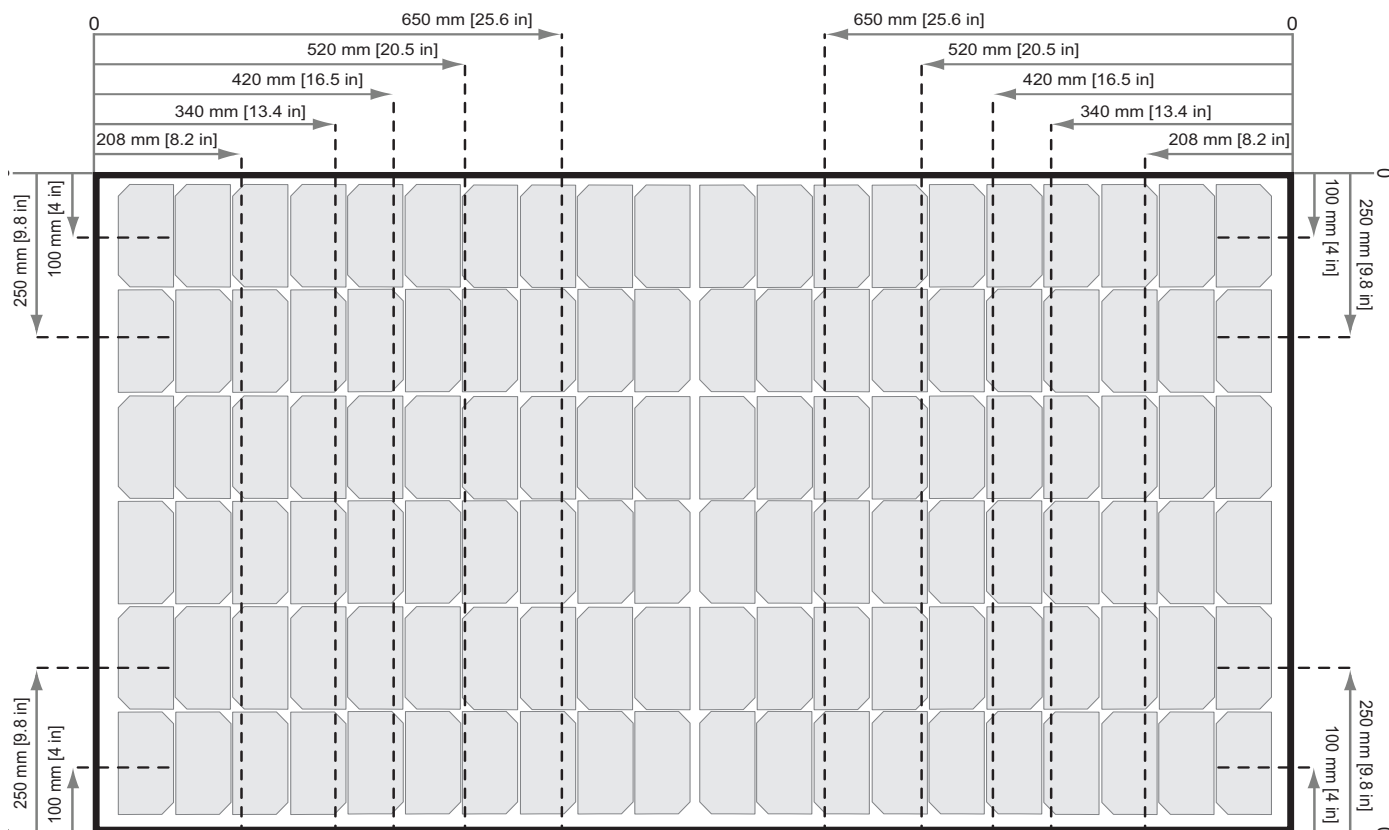 0
650 mm [25.6 in]
650 mm [25.6 in]
0
520 mm [20.5 in]
520 mm [20.5 in]
420 mm [16.5 in]
420 mm [16.5 in]
340 mm [13.4 in]
340 mm [13.4 in]
208 mm [8.2 in]
208 mm [8.2 in]
0
250 mm [9.8 in]
100 mm [4 in]
100 mm [4 in]
250 mm [9.8 in]
250 mm [9.8 in]
100 mm [4 in]
100 mm [4 in]
250 mm [9.8 in]
0